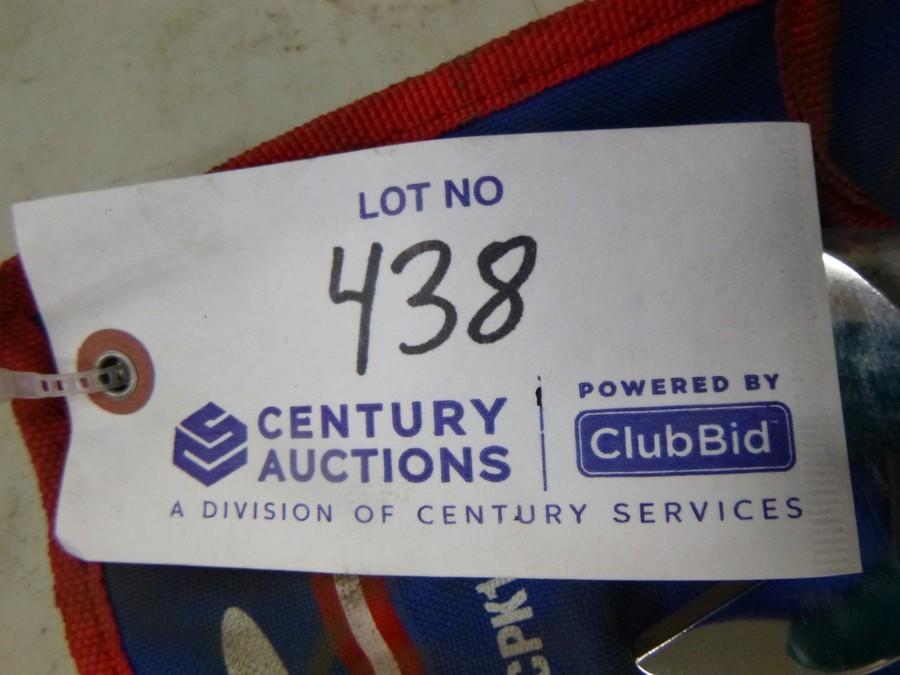 LOT NO
438
CENTURY
AUCTIONS
POWERED BY
ClubBid
A DIVISION OF CENTURY SERVICES